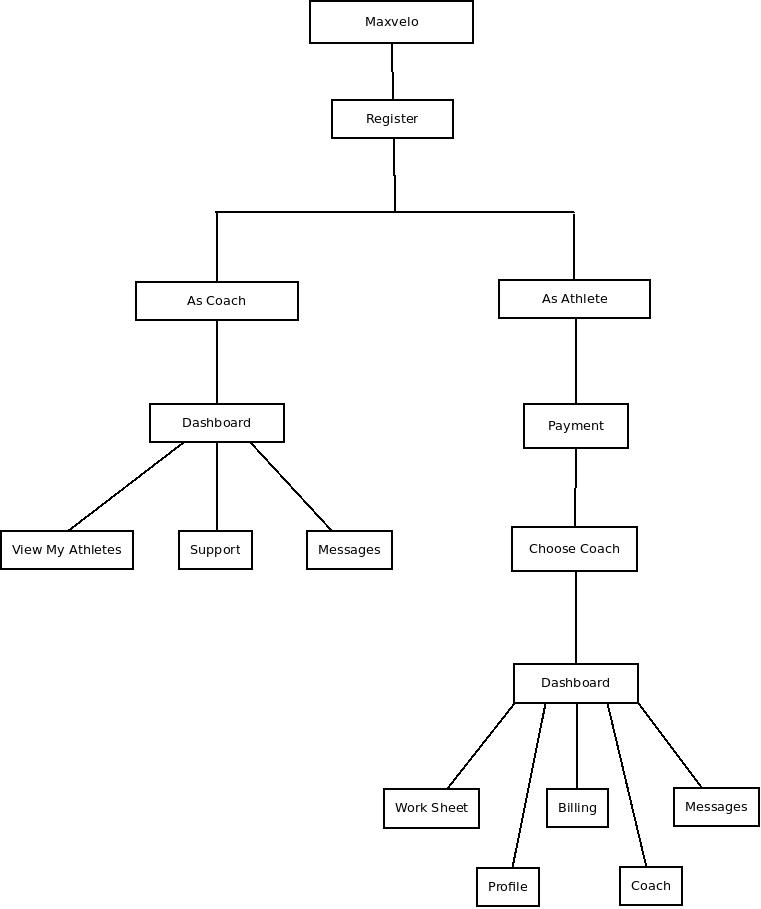 Maxvelo
Register
As Coach
As Athlete
Dashboard
Payment
View My Athletes
Support
Messages
Choose Coach
Dashboard
Work Sheet
Billing
Messages
Profile
Coach